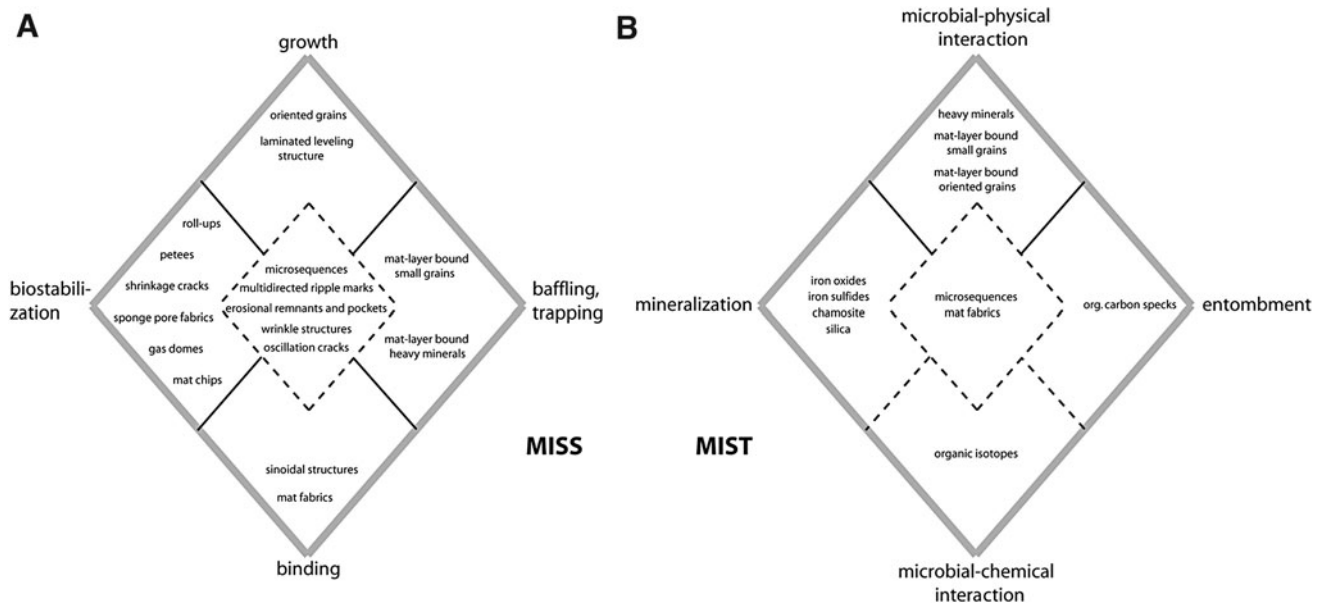 A
growth
oriented grains
laminated leveling
structure
roll-ups
petees
shrinkage cracks
sponge pore fabrics
gas domes
mat chips
biostabili-
zation
microsequences
multidirected ripple marks
erosional remnants and pockets
wrinkle structures
oscillation cracks
mat-layer bound
small grains
mat-layer bound
heavy minerals
baffling,
trapping
sinoidal structures
mat fabrics
binding
MISS
B
microbial-physical
interaction
heavy minerals
mat-layer bound
small grains
mat-layer bound
oriented grains
mineralization
iron oxides
iron sulfides
chamosite
silica
microsequences
mat fabrics
org. carbon specks
entombment
MIST
organic isotopes
microbial-chemical
interaction